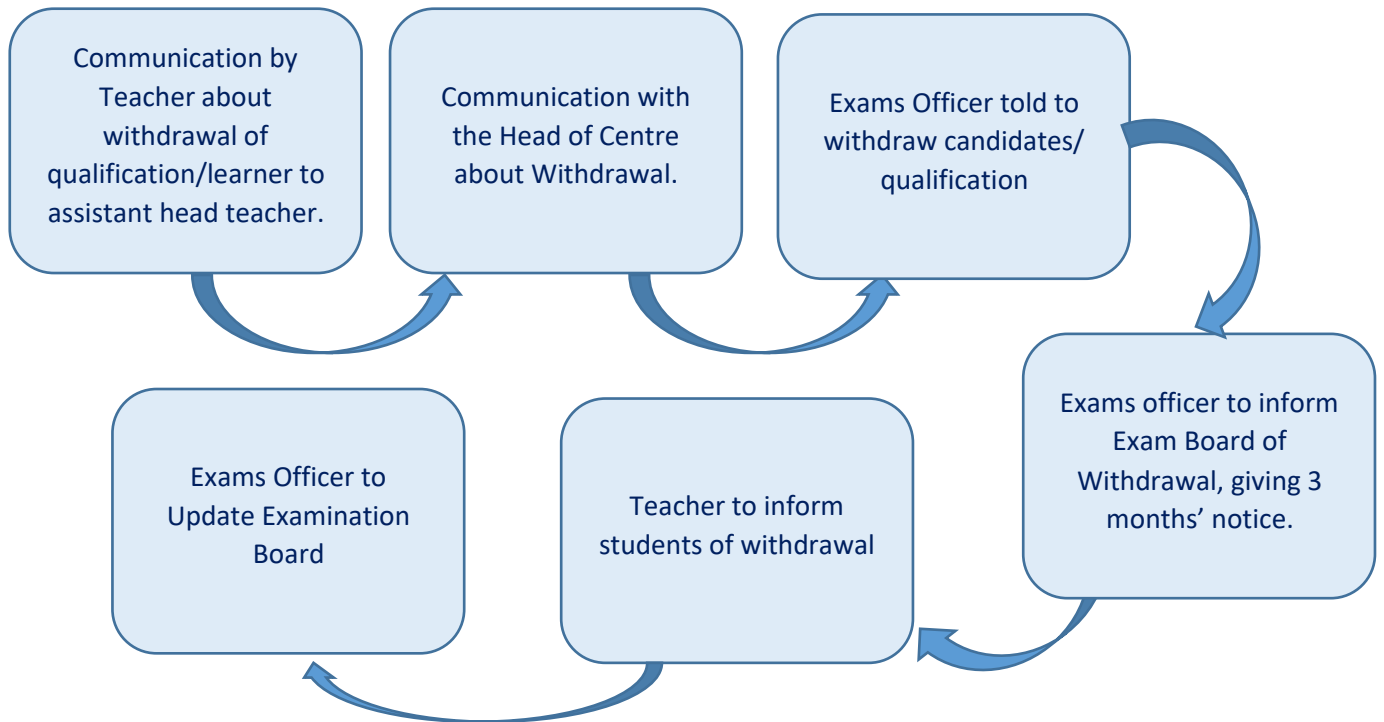 Communication by
Teacher about
withdrawal of
qualification/learner to
assistant head teacher.
Communication with
the Head of Centre
about Withdrawal.
Exams Officer told to
withdraw candidates/
qualification
Exams officer to inform
Exam Board of
Withdrawal, giving 3
months’ notice.
Teacher to inform
students of withdrawal
Exams Officer to
Update Examination
Board